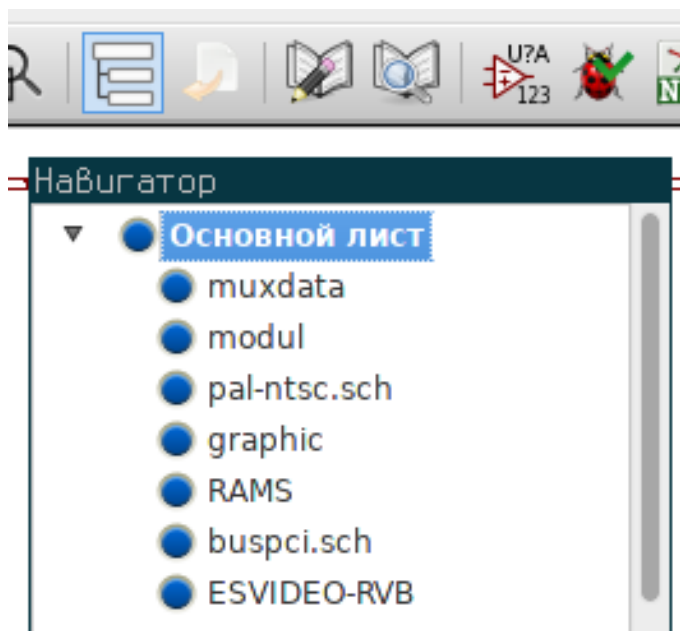 U?A
123
N
Навигатор
Основной лист
muxdata
modul
pal-ntsc.sch
graphic
RAMS
buspci.sch
ESVIDEO-RVB